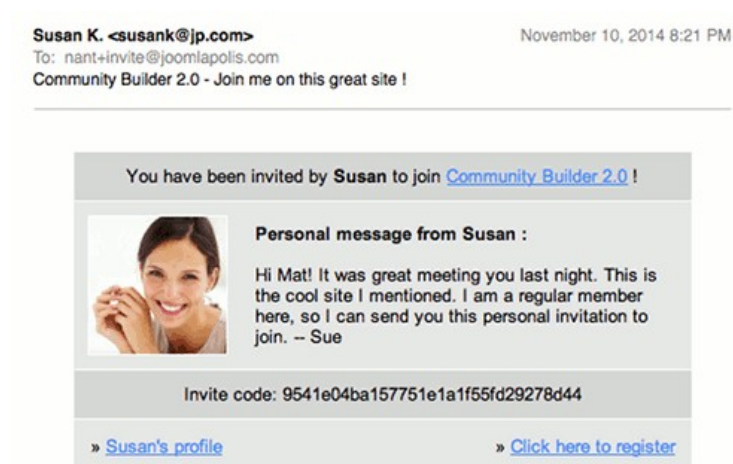 Susan K. <susank@jp.com>
November 10, 2014 8:21 PM
To: nant+invite@joomlapolis.com
Community Builder 2.0 - Join me on this great site !
You have been invited by Susan to join Community Builder 2.0 !
Personal message from Susan :
Hi Mat! It was great meeting you last night. This is
the cool site I mentioned. I am a regular member
here, so I can send you this personal invitation to
join. -- Sue
Invite code: 9541e04ba157751e1a1f55fd29278d44
» Susan's profile
» Click here to register